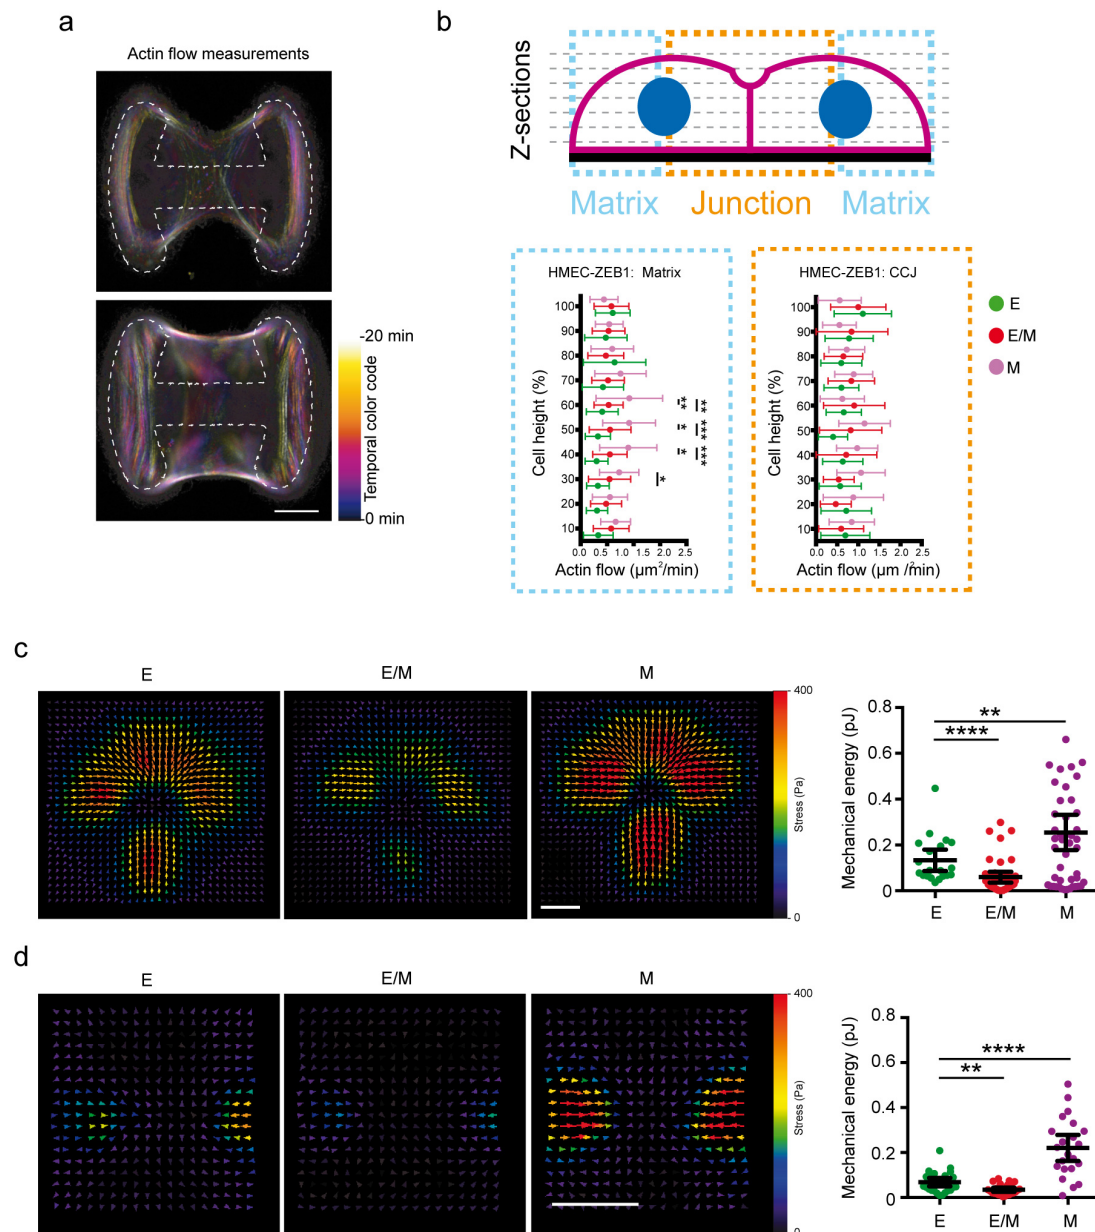 a
Actin flow measurements
-20 min
Temporal color code
-0 min
b
Z-sections
Matrix Junction Matrix
HMEC-ZEB1: Matrix
Cell height (%)
100
90
80
70
60
50
40
30
20
10
** **
* ***
* ***
*
0.0 0.5 1.0 1.5 2.0 2.5
Actin flow (µm²/min)
HMEC-ZEB1: CCJ
Cell height (%)
100
90
80
70
60
50
40
30
20
10
0.0 0.5 1.0 1.5 2.0 2.5
Actin flow (µm /²min)
E
E/M
M
c
E E/M M
400
Stress (Pa)
0
Mechanical energy (pJ)
0.8
0.6
0.4
0.2
0
**
****
E E/M M
d
E E/M M
400
Stress (Pa)
0
Mechanical energy (pJ)
0.8
0.6
0.4
0.2
0
****
**
E E/M M